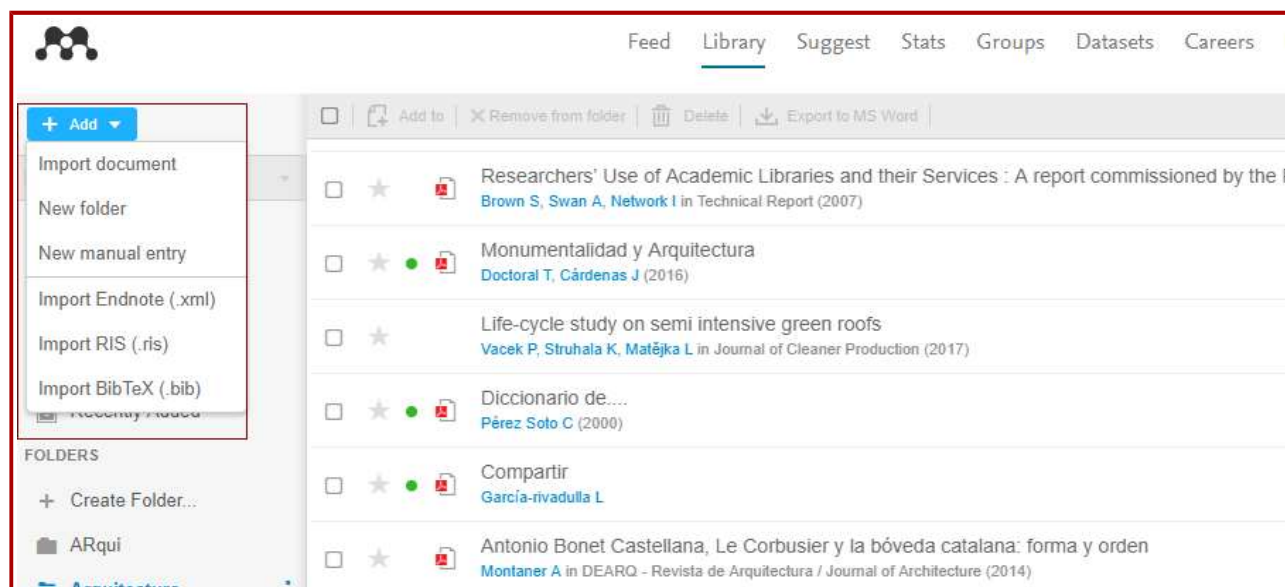 Feed Library Suggest Stats Groups Datasets Careers
+ Add
Add to Remove from folder Delete Export to MS Word
Import document
New folder
New manual entry
Import Endnote (.xml)
Import RIS (.ris)
Import BibTeX (.bib)
Recently Added
FOLDERS
+ Create Folder...
ARqui
Arquitectura
Researchers' Use of Academic Libraries and their Services : A report commissioned by the
Brown S, Swan A, Network I in Technical Report (2007)
Monumentalidad y Arquitectura
Doctoral T, Cárdenas J (2016)
Life-cycle study on semi intensive green roofs
Vacek P, Struhala K, Matějka L in Journal of Cleaner Production (2017)
Diccionario de....
Pérez Soto C (2000)
Compartir
García-rivadulla L
Antonio Bonet Castellana, Le Corbusier y la bóveda catalana: forma y orden
Montaner A in DEARQ - Revista de Arquitectura / Journal of Architecture (2014)